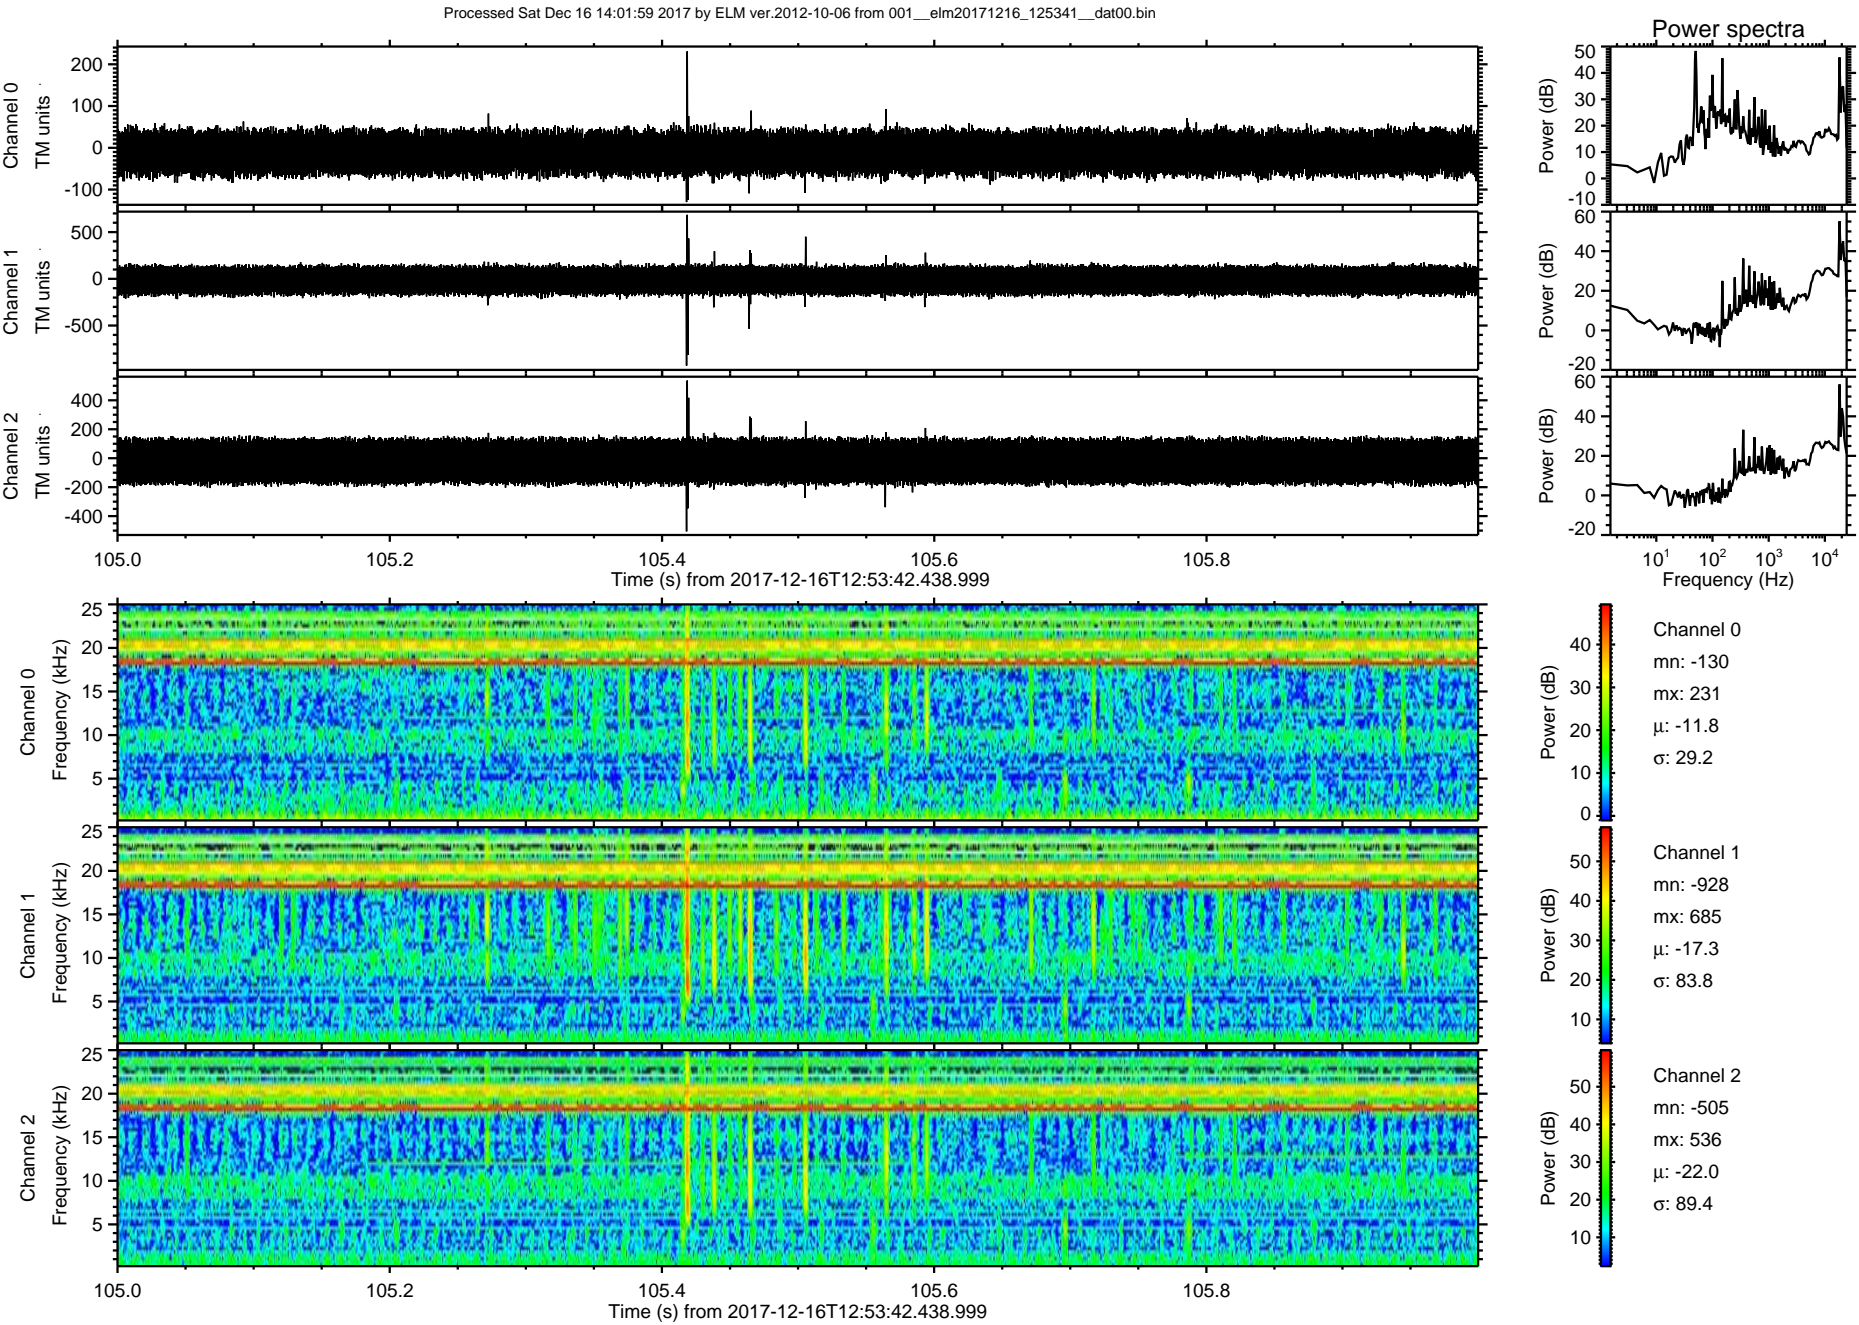 Processed Sat Dec 16 14:01:59 2017 by ELM ver.2012-10-06 from 001__elm20171216_125341__dat00.bin
Power spectra
Channel 0
TM units
200
100
0
-100
Power (dB)
50
40
30
20
10
0
-10
Channel 1
TM units
500
0
-500
Power (dB)
60
40
20
0
-20
Channel 2
TM units
400
200
0
-200
-400
Power (dB)
60
40
20
0
-20
105.0 105.2 105.4 105.6 105.8
Time (s) from 2017-12-16T12:53:42.438.999
10¹ 10² 10³ 10⁴
Frequency (Hz)
Channel 0
Frequency (kHz)
25
20
15
10
5
Power (dB)
40
30
20
10
0
Channel 0
mn: -130
mx: 231
µ: -11.8
σ: 29.2
Channel 1
Frequency (kHz)
25
20
15
10
5
Power (dB)
50
40
30
20
10
Channel 1
mn: -928
mx: 685
µ: -17.3
σ: 83.8
Channel 2
Frequency (kHz)
25
20
15
10
5
Power (dB)
50
40
30
20
10
Channel 2
mn: -505
mx: 536
µ: -22.0
σ: 89.4
105.0 105.2 105.4 105.6 105.8
Time (s) from 2017-12-16T12:53:42.438.999